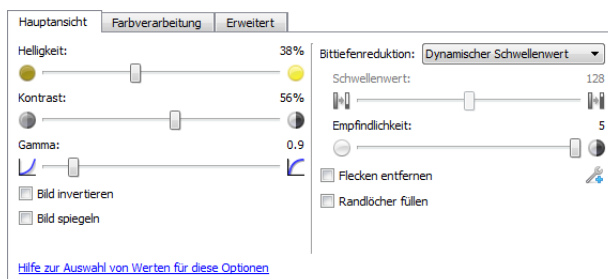 Hauptansicht Farbverarbeitung Erweitert
Helligkeit: 38%
Kontrast: 56%
Gamma: 0.9
Bild invertieren
Bild spiegeln
Hilfe zur Auswahl von Werten für diese Optionen
Bittiefenreduktion: Dynamischer Schwellenwert
Schwellenwert: 128
Empfindlichkeit: 5
Flecken entfernen
Randlöcher füllen